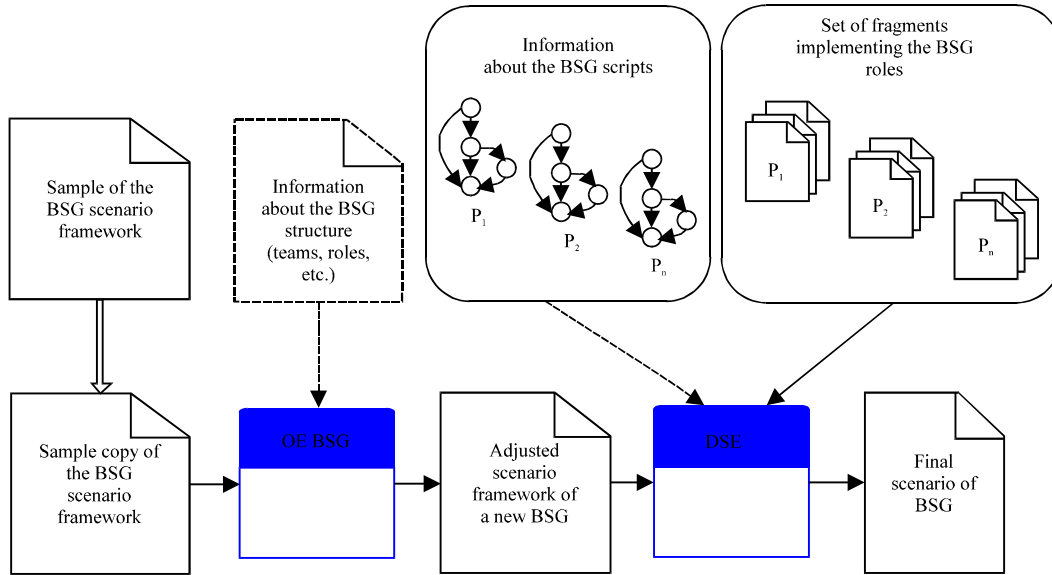 Sample of the
BSG scenario
framework
Information
about the BSG
structure
(teams, roles,
etc.)
Information
about the BSG scripts
P1
P2
Pn
Set of fragments
implementing the BSG
roles
P1
P2
Pn
Sample copy of
the BSG
scenario
framework
OE BSG
Adjusted
scenario
framework of
a new BSG
DSE
Final
scenario of
BSG